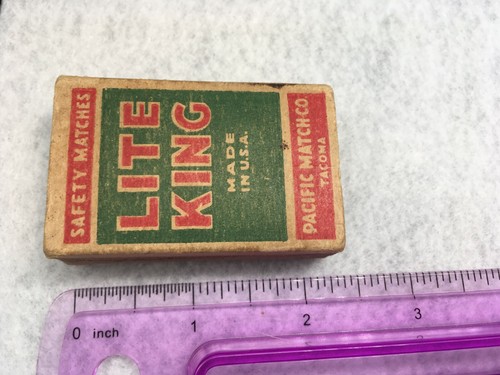 SAFETY MATCHES
LITE
KING
MADE
IN U.S.A.
PACIFIC MATCH CO.
TACOMA
0 inch 1 2 3